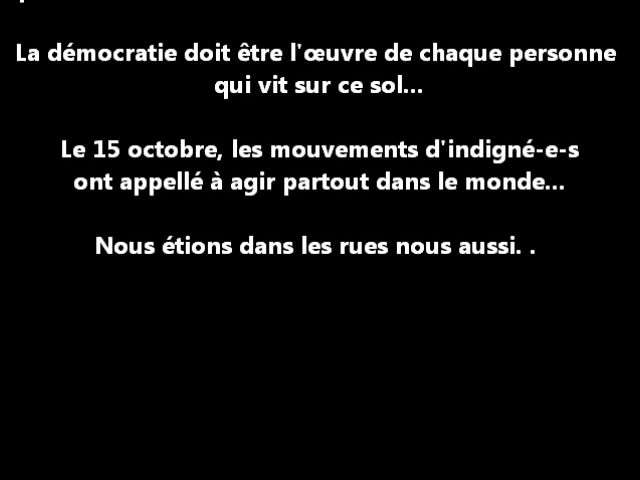 La démocratie doit être l'œuvre de chaque personne
qui vit sur ce sol...
Le 15 octobre, les mouvements d'indigné-e-s
ont appellé à agir partout dans le monde...
Nous étions dans les rues nous aussi. .